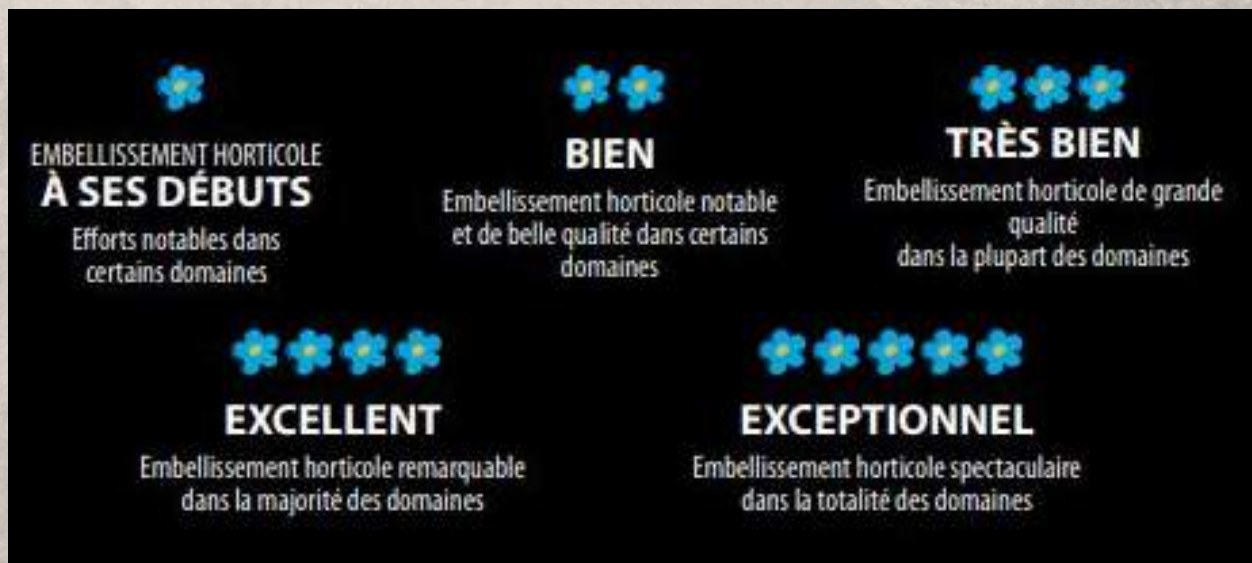 EMBELLISSEMENT HORTICOLE
À SES DÉBUTS
Efforts notables dans
certains domaines
BIEN
Embellissement horticole notable
et de belle qualité dans certains
domaines
TRÈS BIEN
Embellissement horticole de grande
qualité
dans la plupart des domaines
EXCELLENT
Embellissement horticole remarquable
dans la majorité des domaines
EXCEPTIONNEL
Embellissement horticole spectaculaire
dans la totalité des domaines